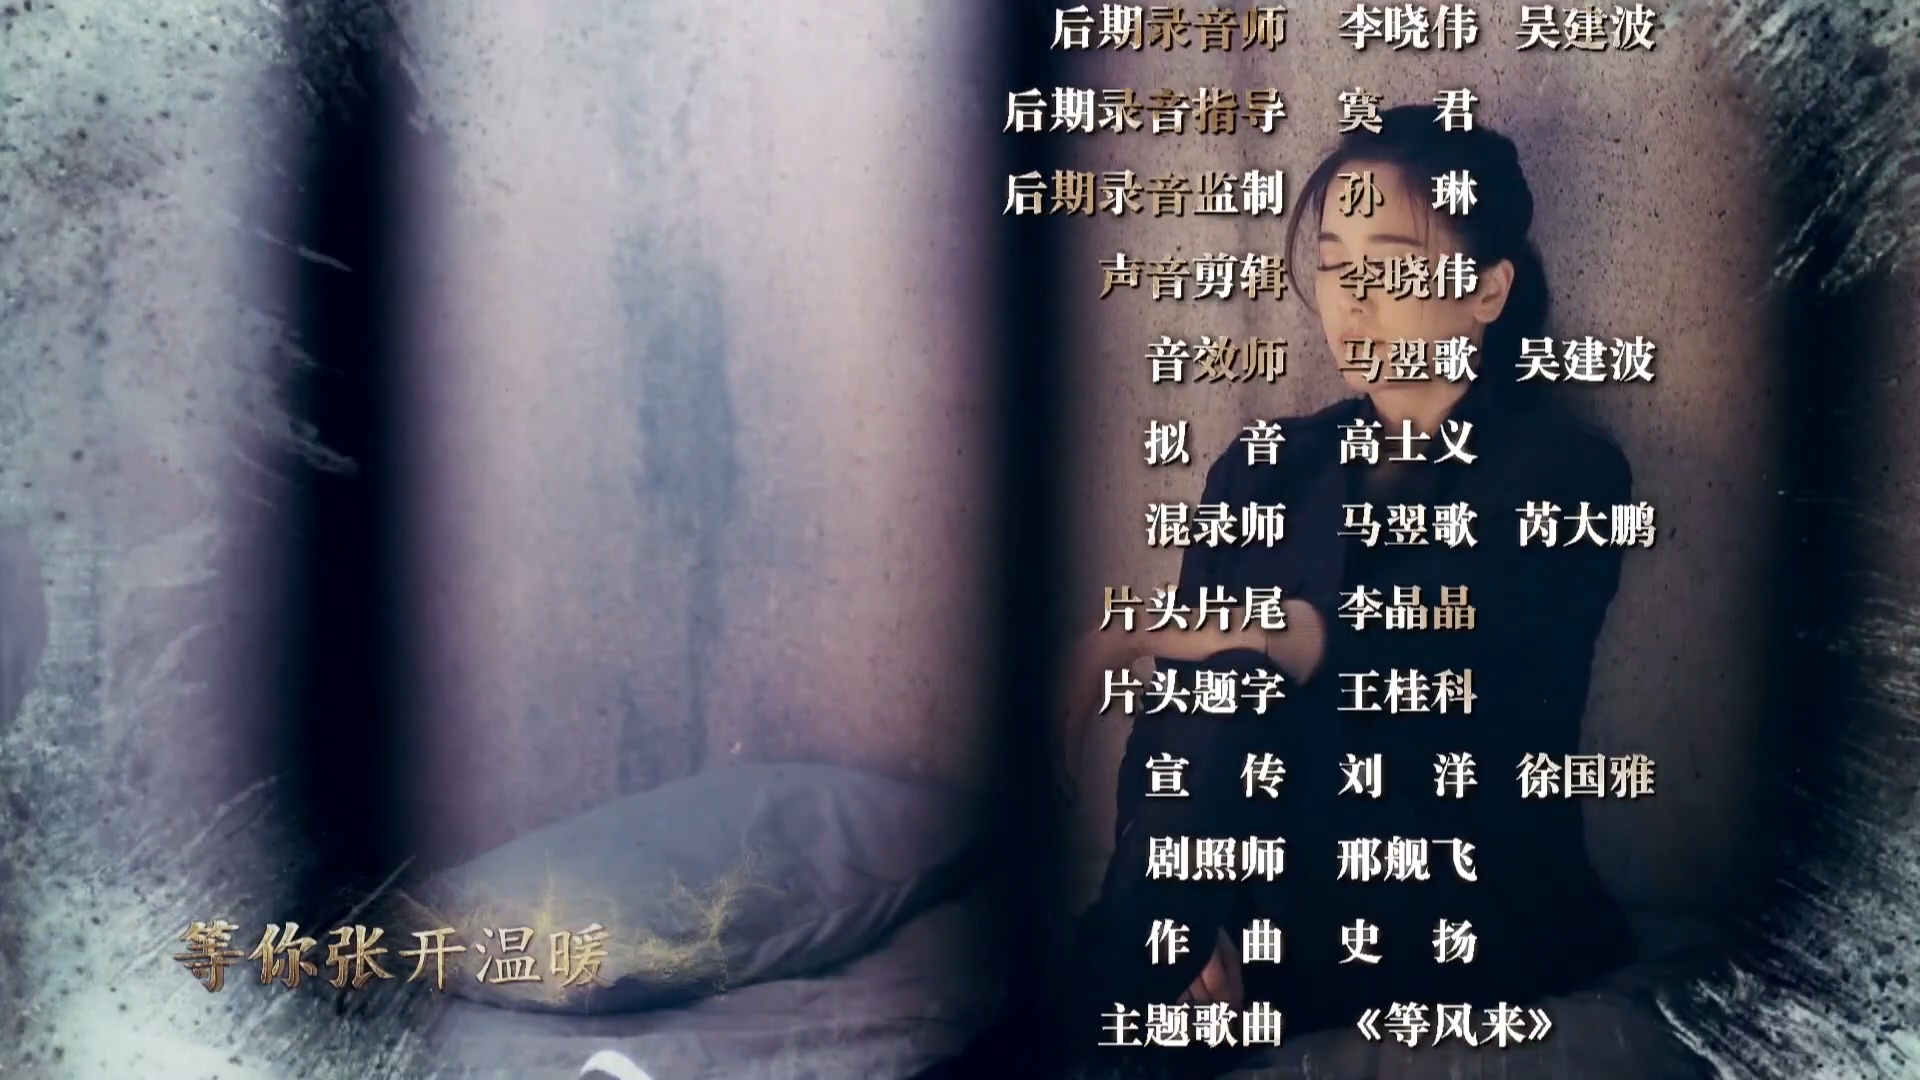 后期录音师 李晓伟 吴建波
后期录音指导 寞 君
后期录音监制 孙 琳
声音剪辑 李晓伟
音效师 马翌歌 吴建波
拟 音 高士义
混录师 马翌歌 芮大鹏
片头片尾 李晶晶
片头题字 王桂科
宣 传 刘 洋 徐国雅
剧照师 邢舰飞
作 曲 史 扬
主题歌曲 《等风来》
等你张开温暖